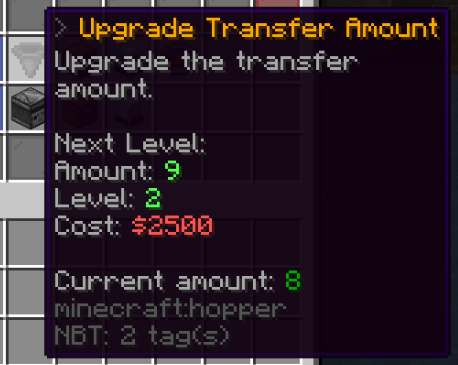 > Upgrade Transfer Amount
Upgrade the transfer
amount.
Next Level:
Amount: 9
Level: 2
Cost: $2500
Current amount: 8
minecraft:hopper
NBT: 2 tag(s)